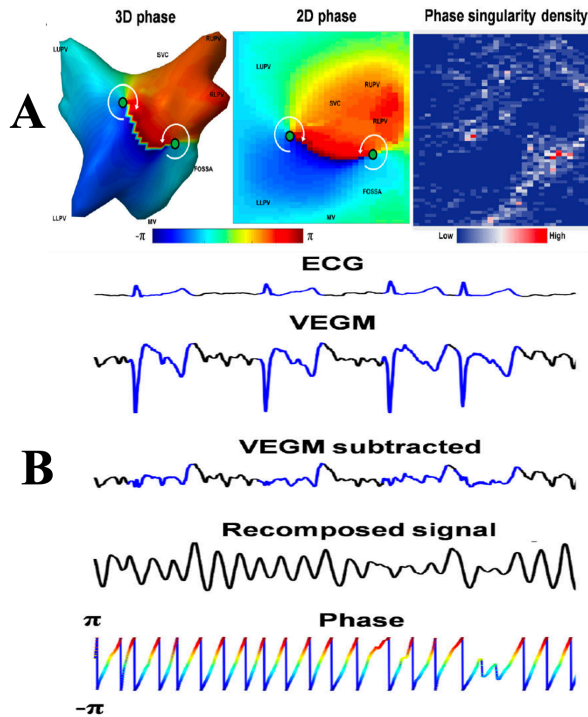 3D phase
2D phase
Phase singularity density
A
LUPV
SVC
RUPV
RLPV
FOSSA
LLPV
MV
LUPV
SVC
RUPV
RLPV
FOSSA
LLPV
MV
-π
π
Low
High
ECG
VEGM
B
VEGM subtracted
Recomposed signal
π
Phase
-π